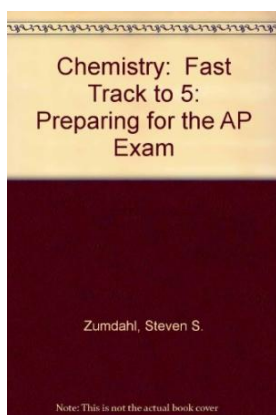 Chemistry: Fast
Track to 5:
Preparing for the AP
Exam
Zumdahl, Steven S.
Note: This is not the actual book cover